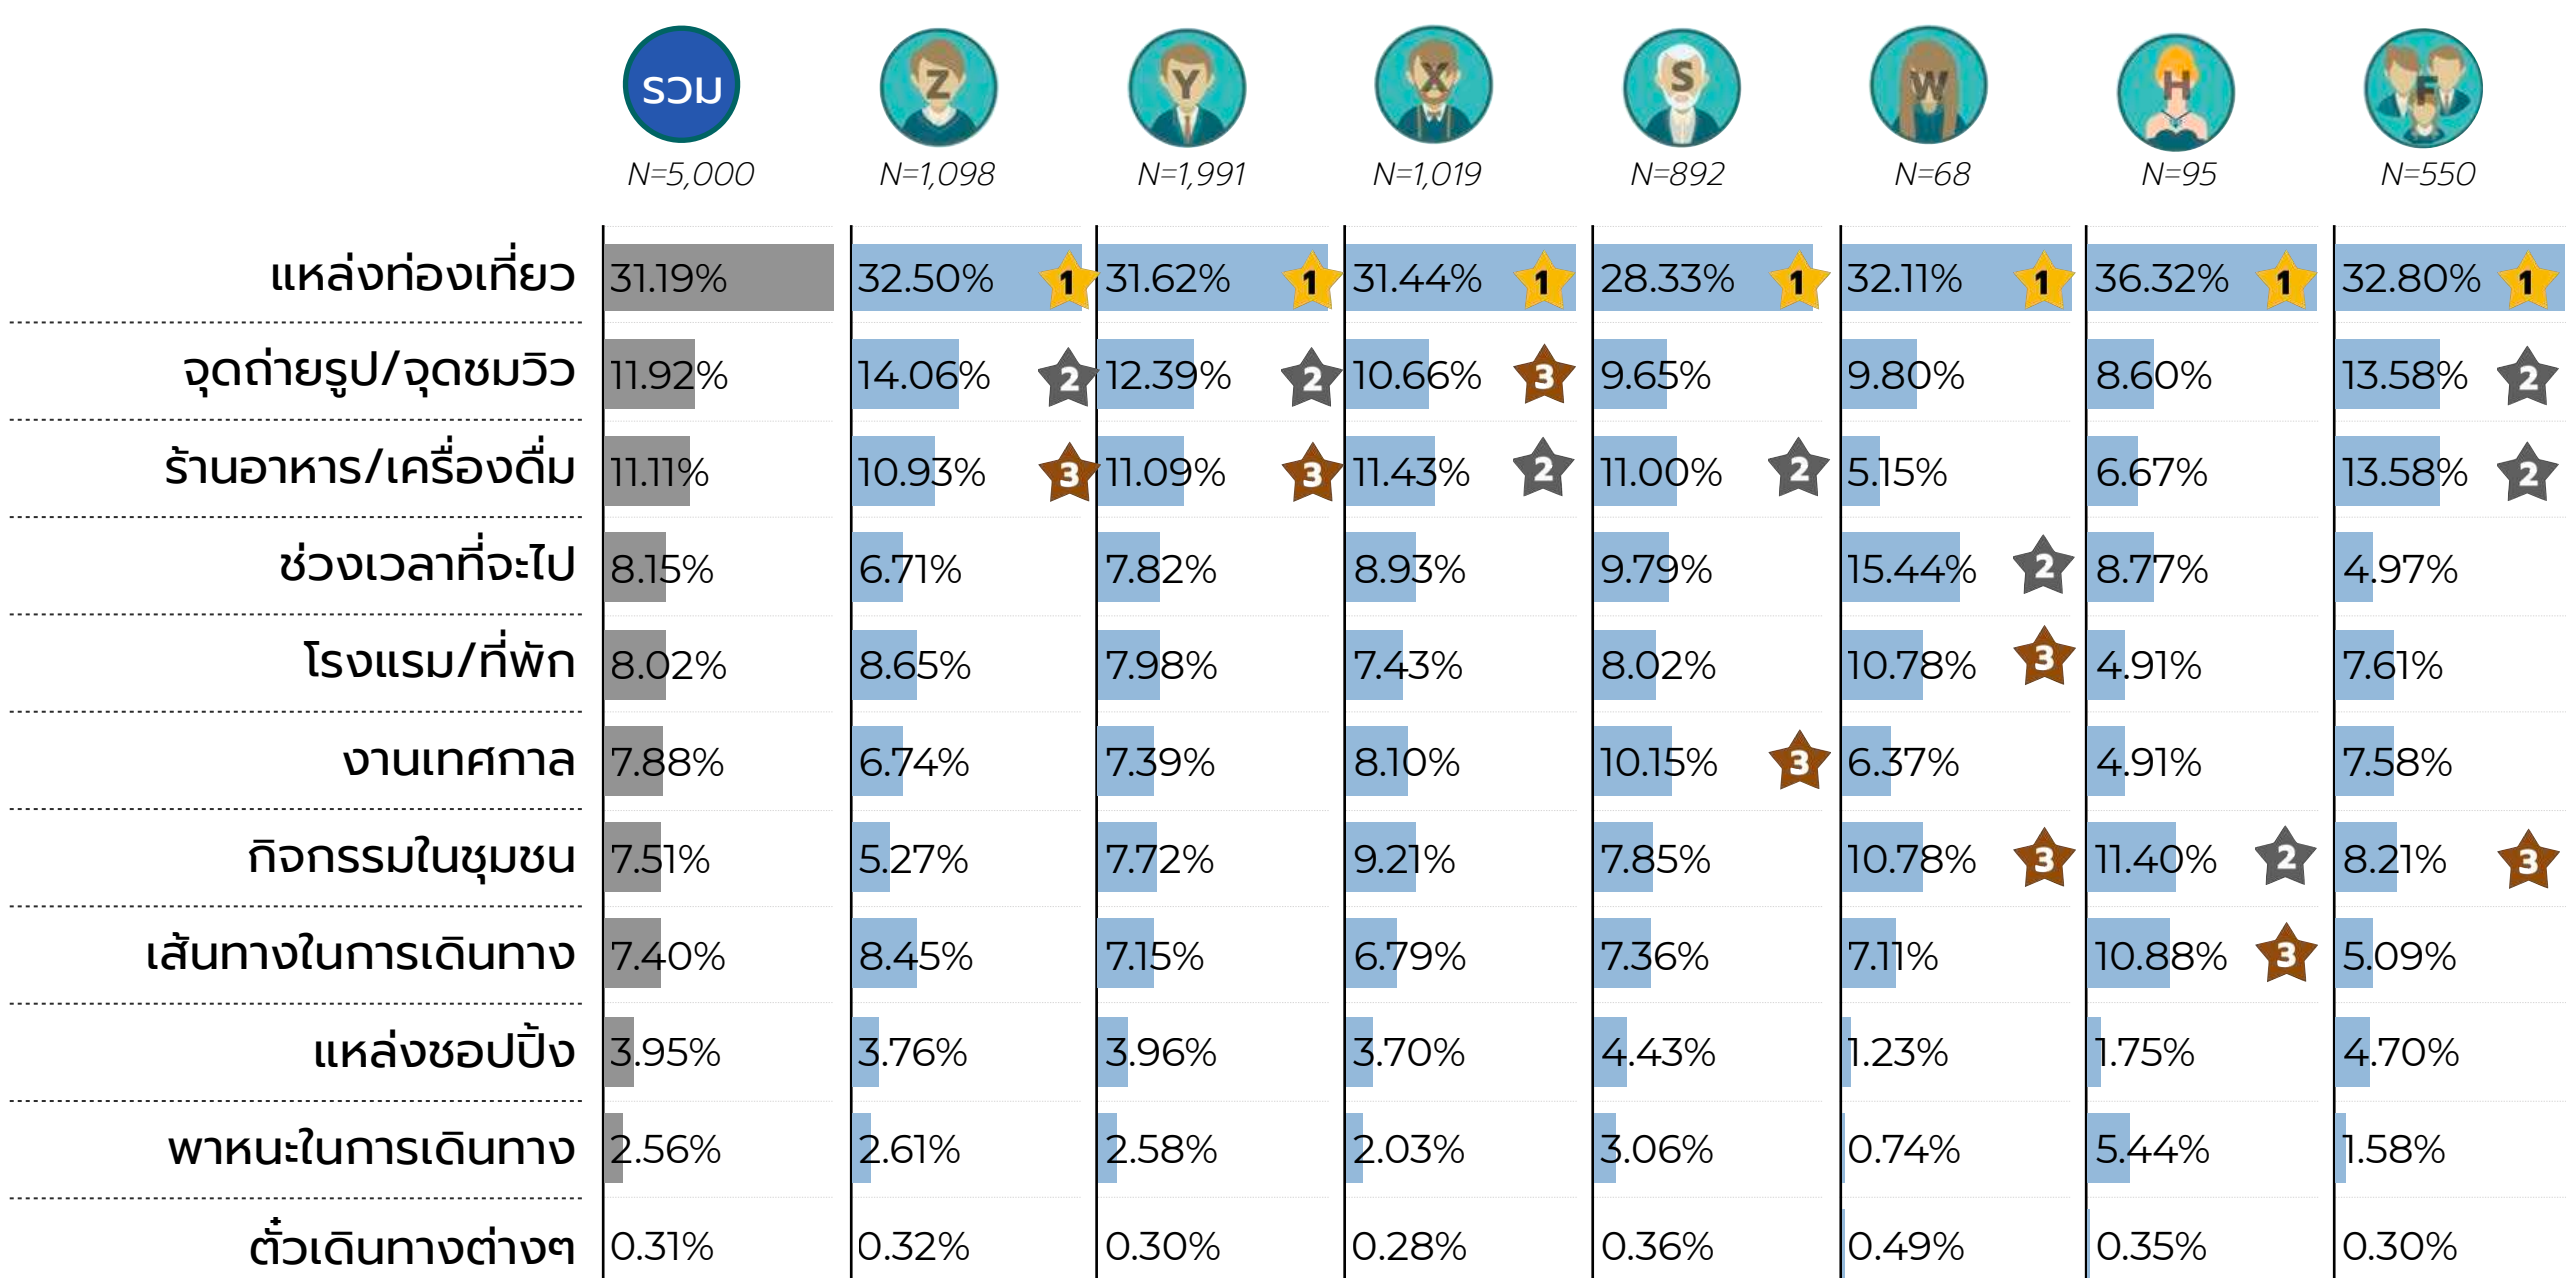 รวม Z Y X S W H F
N=5,000 N=1,098 N=1,991 N=1,019 N=892 N=68 N=95 N=550
แหล่งท่องเที่ยว 31.19% 32.50% 1 31.62% 1 31.44% 1 28.33% 1 32.11% 1 36.32% 1 32.80% 1
จุดถ่ายรูป/จุดชมวิว 11.92% 14.06% 2 12.39% 2 10.66% 3 9.65% 9.80% 8.60% 13.58% 2
ร้านอาหาร/เครื่องดื่ม 11.11% 10.93% 3 11.09% 3 11.43% 2 11.00% 2 5.15% 6.67% 13.58% 2
ช่วงเวลาที่จะไป 8.15% 6.71% 7.82% 8.93% 9.79% 15.44% 2 8.77% 4.97%
โรงแรม/ที่พัก 8.02% 8.65% 7.98% 7.43% 8.02% 10.78% 3 4.91% 7.61%
งานเทศกาล 7.88% 6.74% 7.39% 8.10% 10.15% 3 6.37% 4.91% 7.58%
กิจกรรมในชุมชน 7.51% 5.27% 7.72% 9.21% 7.85% 10.78% 3 11.40% 2 8.21% 3
เส้นทางในการเดินทาง 7.40% 8.45% 7.15% 6.79% 7.36% 7.11% 10.88% 3 5.09%
แหล่งชอปปิ้ง 3.95% 3.76% 3.96% 3.70% 4.43% 1.23% 1.75% 4.70%
พาหนะในการเดินทาง 2.56% 2.61% 2.58% 2.03% 3.06% 0.74% 5.44% 1.58%
ตั๋วเดินทางต่างๆ 0.31% 0.32% 0.30% 0.28% 0.36% 0.49% 0.35% 0.30%